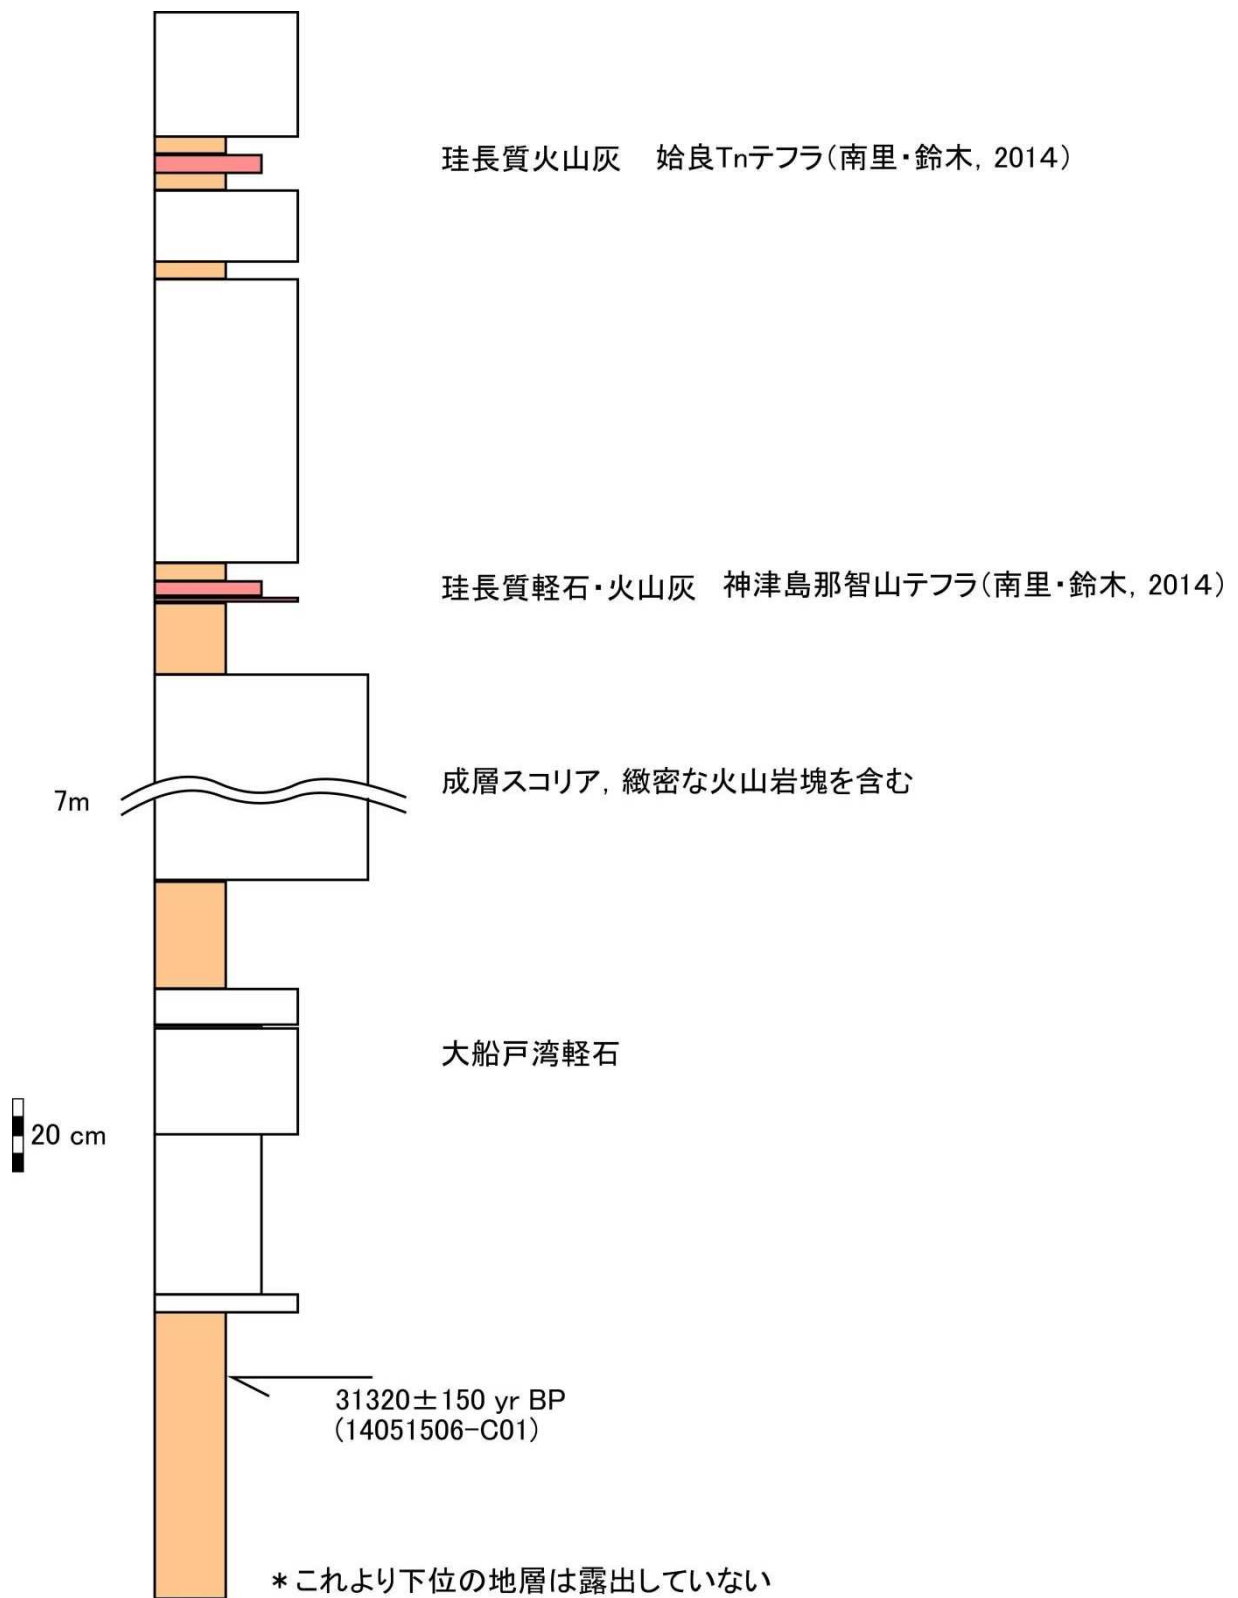 珪長質火山灰　姶良Tnテフラ（南里・鈴木, 2014）
珪長質軽石・火山灰　神津島那智山テフラ（南里・鈴木, 2014）
成層スコリア, 緻密な火山岩塊を含む
7m
大船戸湾軽石
20 cm
31320±150 yr BP
(14051506-C01)
＊これより下位の地層は露出していない